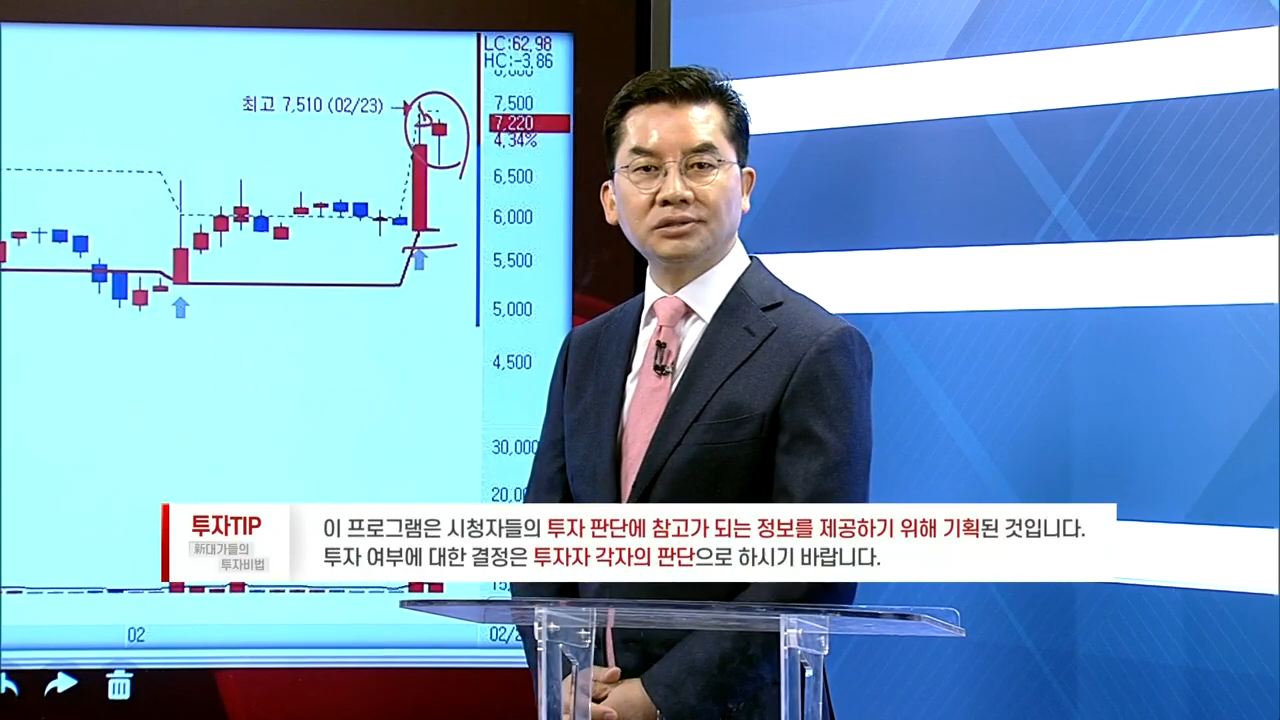 LC:62,98
HC:-3,86
최고 7,510 (02/23)
7,500
7,220
4,34%
6,500
6,000
5,500
5,000
4,500
30,000
투자TIP
新대가들의
투자비법
이 프로그램은 시청자들의 투자 판단에 참고가 되는 정보를 제공하기 위해 기획된 것입니다.
투자 여부에 대한 결정은 투자자 각자의 판단으로 하시기 바랍니다.
02